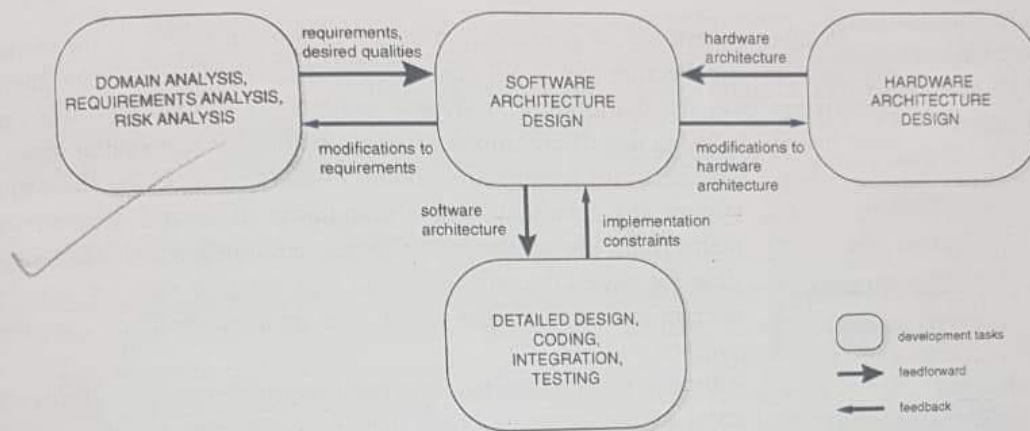 requirements,
desired qualities
hardware
architecture
DOMAIN ANALYSIS,
REQUIREMENTS ANALYSIS,
RISK ANALYSIS
SOFTWARE
ARCHITECTURE
DESIGN
HARDWARE
ARCHITECTURE
DESIGN
modifications to
requirements
modifications to
hardware
architecture
software
architecture
implementation
constraints
DETAILED DESIGN,
CODING,
INTEGRATION,
TESTING
development tasks
feedforward
feedback